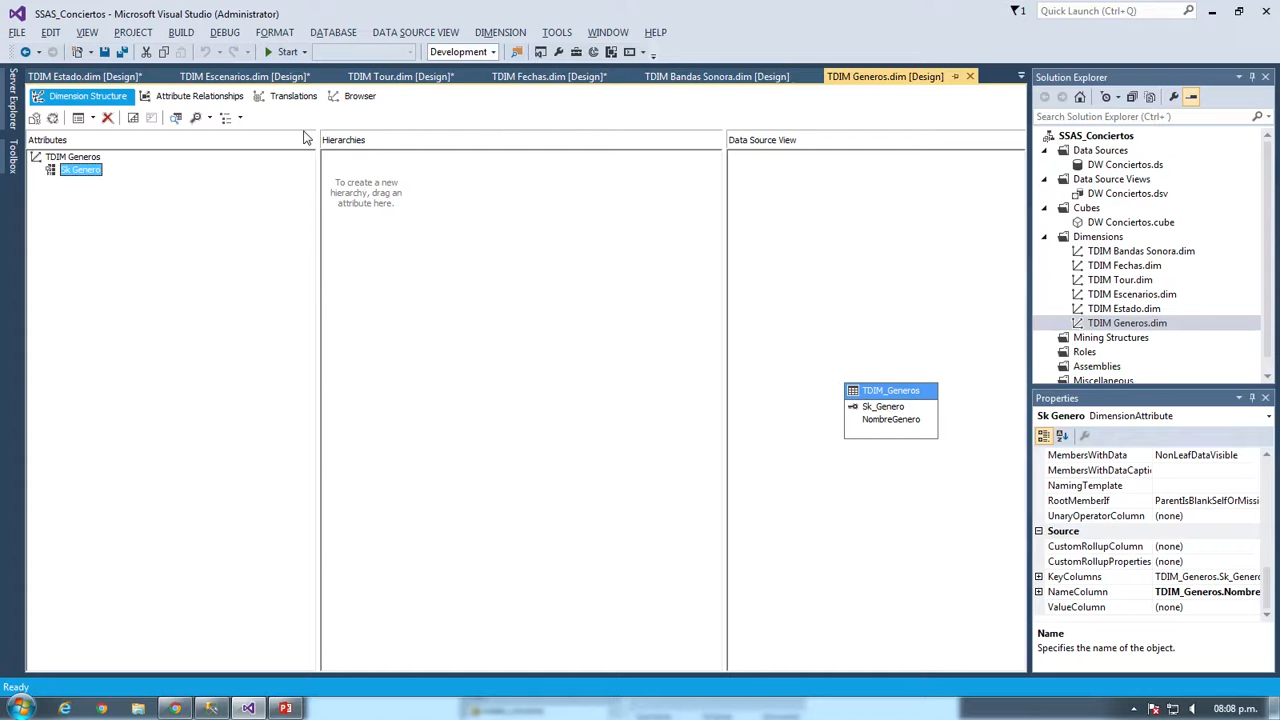 SSAS_Conciertos - Microsoft Visual Studio (Administrator)
1
Quick Launch (Ctrl+Q)
FILE EDIT VIEW PROJECT BUILD DEBUG FORMAT DATABASE DATA SOURCE VIEW DIMENSION TOOLS WINDOW HELP
Start
Development
Server Explorer
Toolbox
TDIM Estado.dim [Design]*
TDIM Escenarios.dim [Design]*
TDIM Tour.dim [Design]*
TDIM Fechas.dim [Design]*
TDIM Bandas Sonora.dim [Design]
TDIM Generos.dim [Design]
Dimension Structure
Attribute Relationships
Translations
Browser
Attributes
TDIM Generos
Sk Genero
Hierarchies
To create a new
hierarchy, drag an
attribute here.
Data Source View
TDIM_Generos
Sk_Genero
NombreGenero
Solution Explorer
Search Solution Explorer (Ctrl+')
SSAS_Conciertos
Data Sources
DW Conciertos.ds
Data Source Views
DW Conciertos.dsv
Cubes
DW Conciertos.cube
Dimensions
TDIM Bandas Sonora.dim
TDIM Fechas.dim
TDIM Tour.dim
TDIM Escenarios.dim
TDIM Estado.dim
TDIM Generos.dim
Mining Structures
Roles
Assemblies
Miscellaneous
Properties
Sk Genero DimensionAttribute
MembersWithData NonLeafDataVisible
MembersWithDataCaptio
NamingTemplate
RootMemberIf ParentIsBlankSelfOrMissi
UnaryOperatorColumn (none)
Source
CustomRollupColumn (none)
CustomRollupProperties (none)
KeyColumns TDIM_Generos.Sk_Genero
NameColumn TDIM_Generos.Nombre
ValueColumn (none)
Name
Specifies the name of the object.
Ready
08:08 p.m.